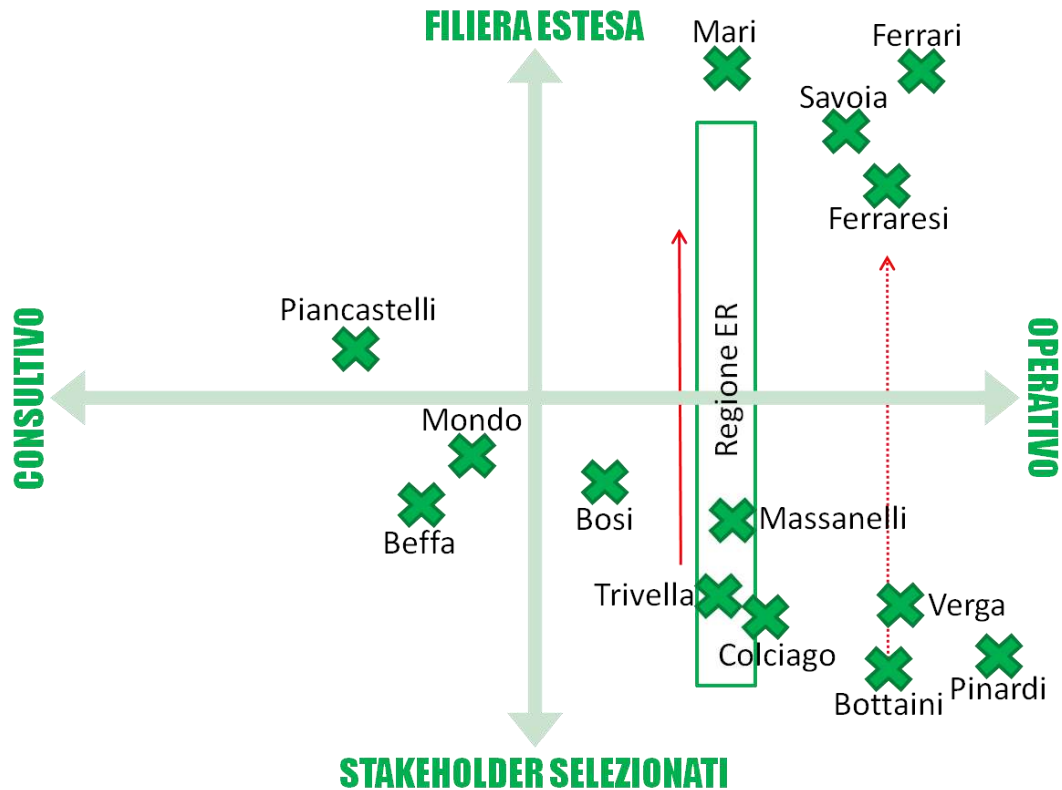 FILIERA ESTESA
Mari
Ferrari
Savoia
Ferraresi
Piancastelli
CONSULTIVO
OPERATIVO
Regione ER
Mondo
Beffa
Bosi
Massanelli
Trivella
Colciago
Verga
Bottaini
Pinardi
STAKEHOLDER SELEZIONATI